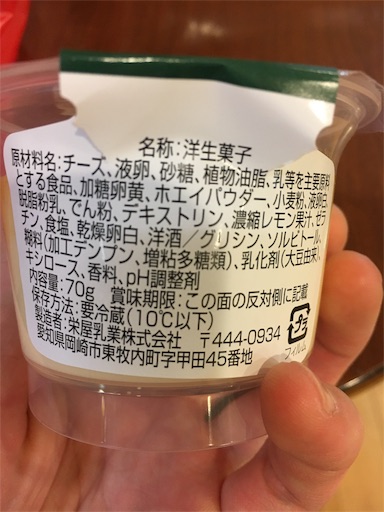 名称:洋生菓子
原材料名:チーズ、液卵、砂糖、植物油脂、乳等を主要原料
とする食品、加糖卵黄、ホエイパウダー、小麦粉、液卵白、
脱脂粉乳、でん粉、デキストリン、濃縮レモン果汁、ゼラ
チン、食塩、乾燥卵白、洋酒/グリシン、ソルビトール、
糊料(加工デンプン、増粘多糖類)、乳化剤(大豆由来)、
キシロース、香料、pH調整剤
内容量:70g 賞味期限:この面の反対側に記載
保存方法:要冷蔵(10℃以下)
製造者:栄屋乳業株式会社 〒444-0934
愛知県岡崎市東牧内町字甲田45番地
プラ
フィルム